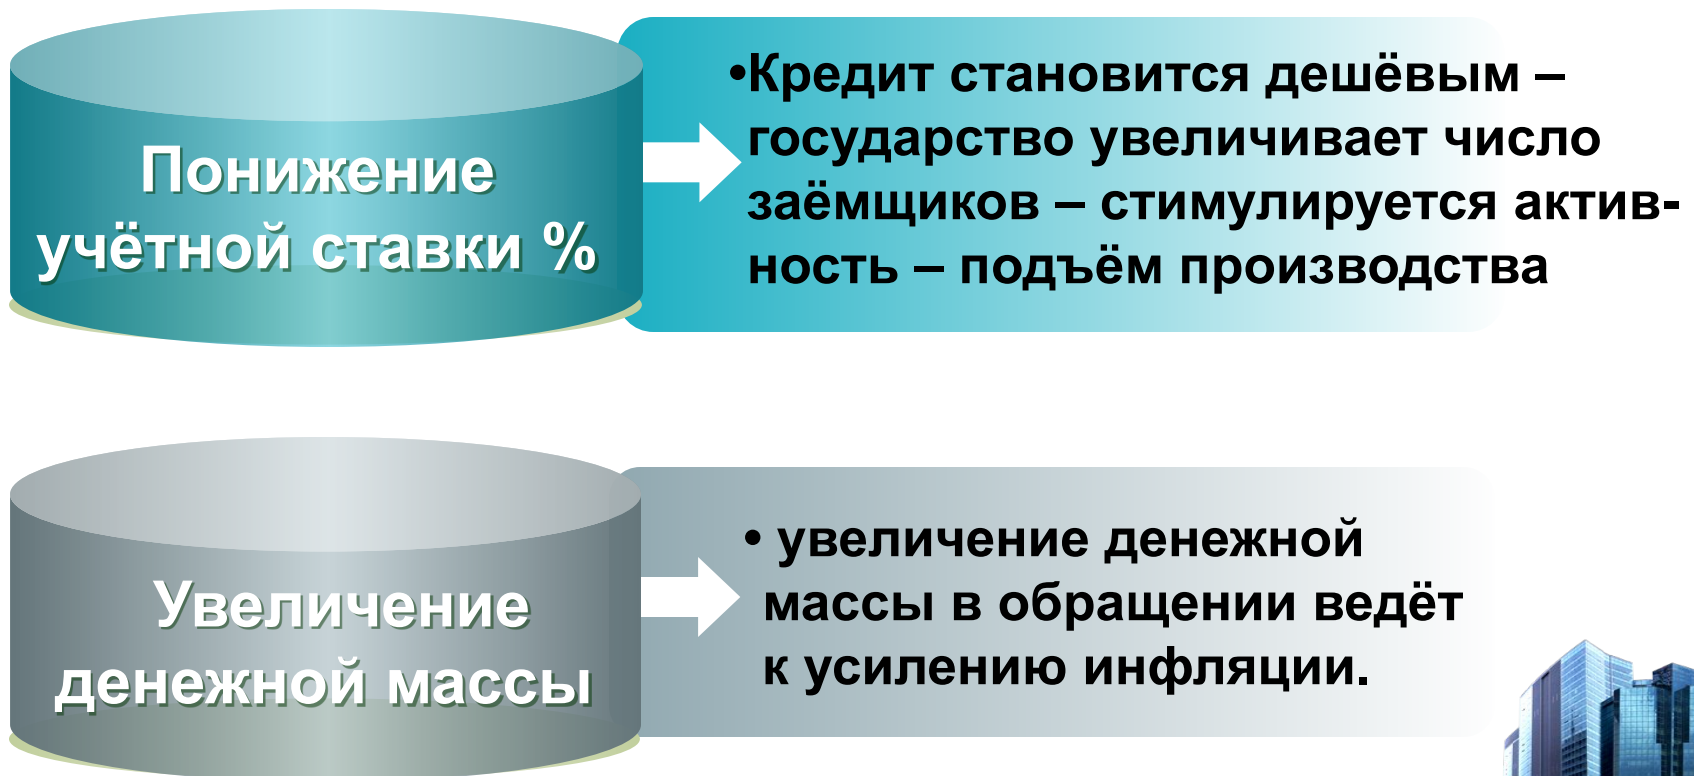 Понижение
учётной ставки %
•Кредит становится дешёвым –
государство увеличивает число
заёмщиков – стимулируется актив-
ность – подъём производства
Увеличение
денежной массы
• увеличение денежной
массы в обращении ведёт
к усилению инфляции.